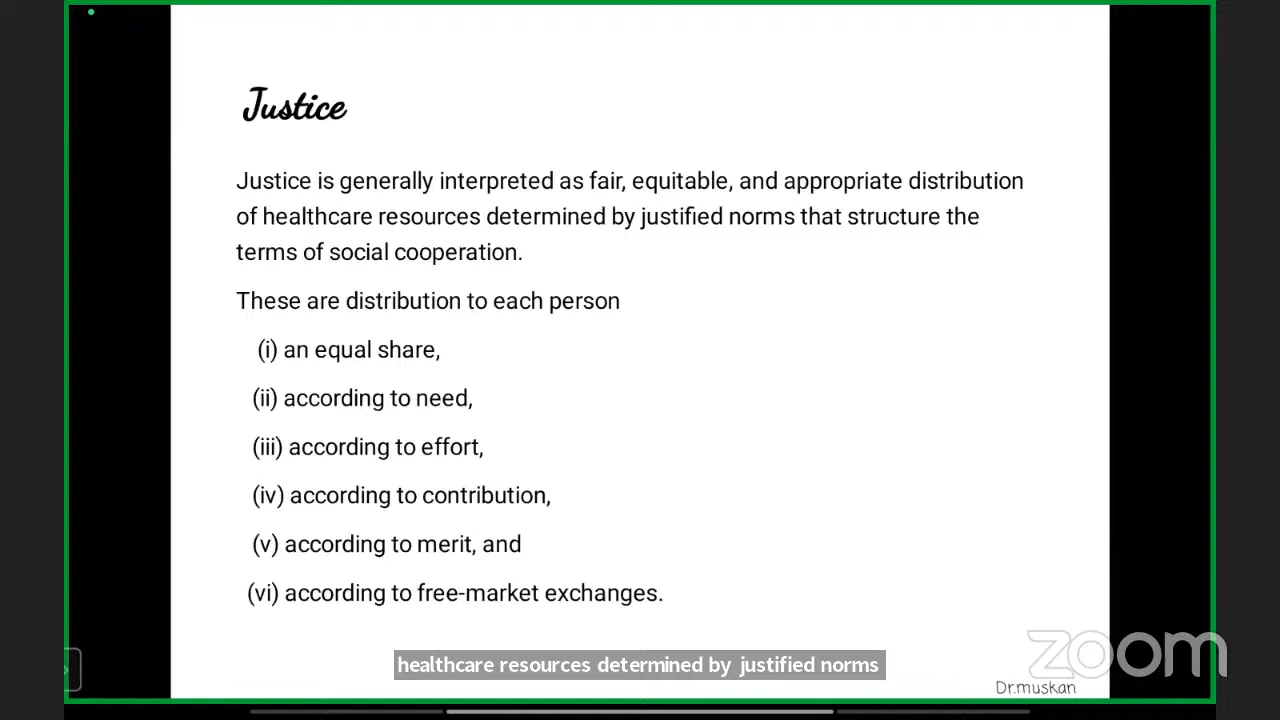 Justice
Justice is generally interpreted as fair, equitable, and appropriate distribution
of healthcare resources determined by justified norms that structure the
terms of social cooperation.
These are distribution to each person
(i) an equal share,
(ii) according to need,
(iii) according to effort,
(iv) according to contribution,
(v) according to merit, and
(vi) according to free-market exchanges.
healthcare resources determined by justified norms
zoom
Dr.muskan